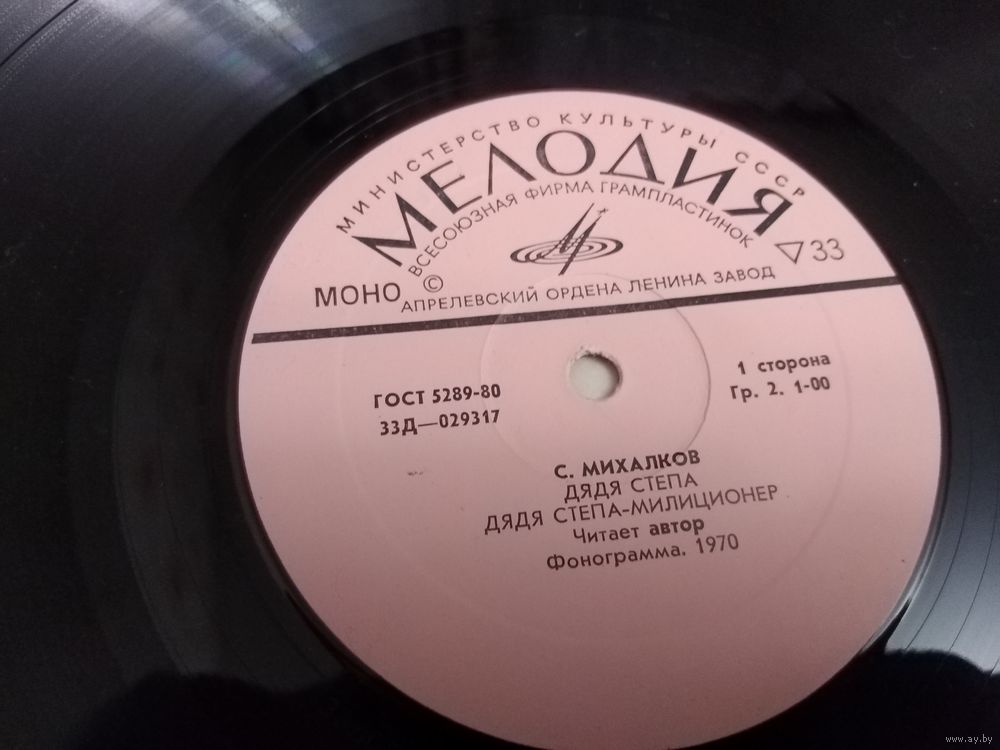 МИНИСТЕРСТВО КУЛЬТУРЫ СССР
МЕЛОДИЯ
ВСЕСОЮЗНАЯ ФИРМА ГРАМПЛАСТИНОК
33
МОНО ©
АПРЕЛЕВСКИЙ ОРДЕНА ЛЕНИНА ЗАВОД
ГОСТ 5289-80
33Д—029317
1 сторона
Гр. 2. 1-00
С. МИХАЛКОВ
ДЯДЯ СТЕПА
ДЯДЯ СТЕПА-МИЛИЦИОНЕР
Читает автор
Фонограмма. 1970
www.ay.by